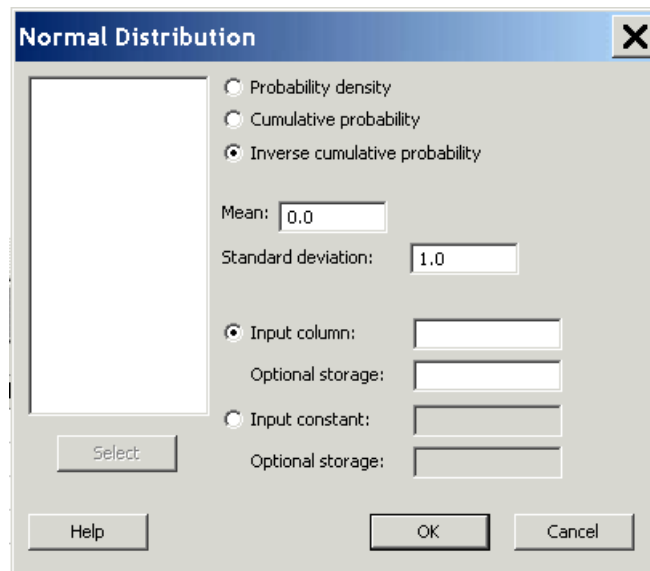 Normal Distribution
Probability density
Cumulative probability
Inverse cumulative probability
Mean: 0.0
Standard deviation: 1.0
Input column:
Optional storage:
Input constant:
Optional storage:
Select
Help OK Cancel